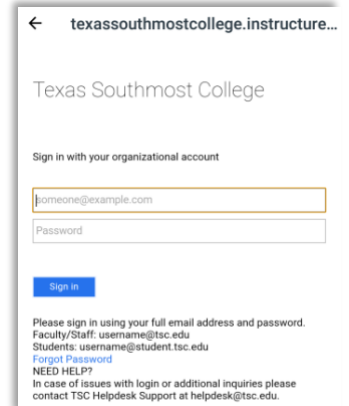 texassouthmostcollege.instructure...
Texas Southmost College
Sign in with your organizational account
someone@example.com
Password
Sign in
Please sign in using your full email address and password.
Faculty/Staff: username@tsc.edu
Students: username@student.tsc.edu
Forgot Password
NEED HELP?
In case of issues with login or additional inquiries please
contact TSC Helpdesk Support at helpdesk@tsc.edu.